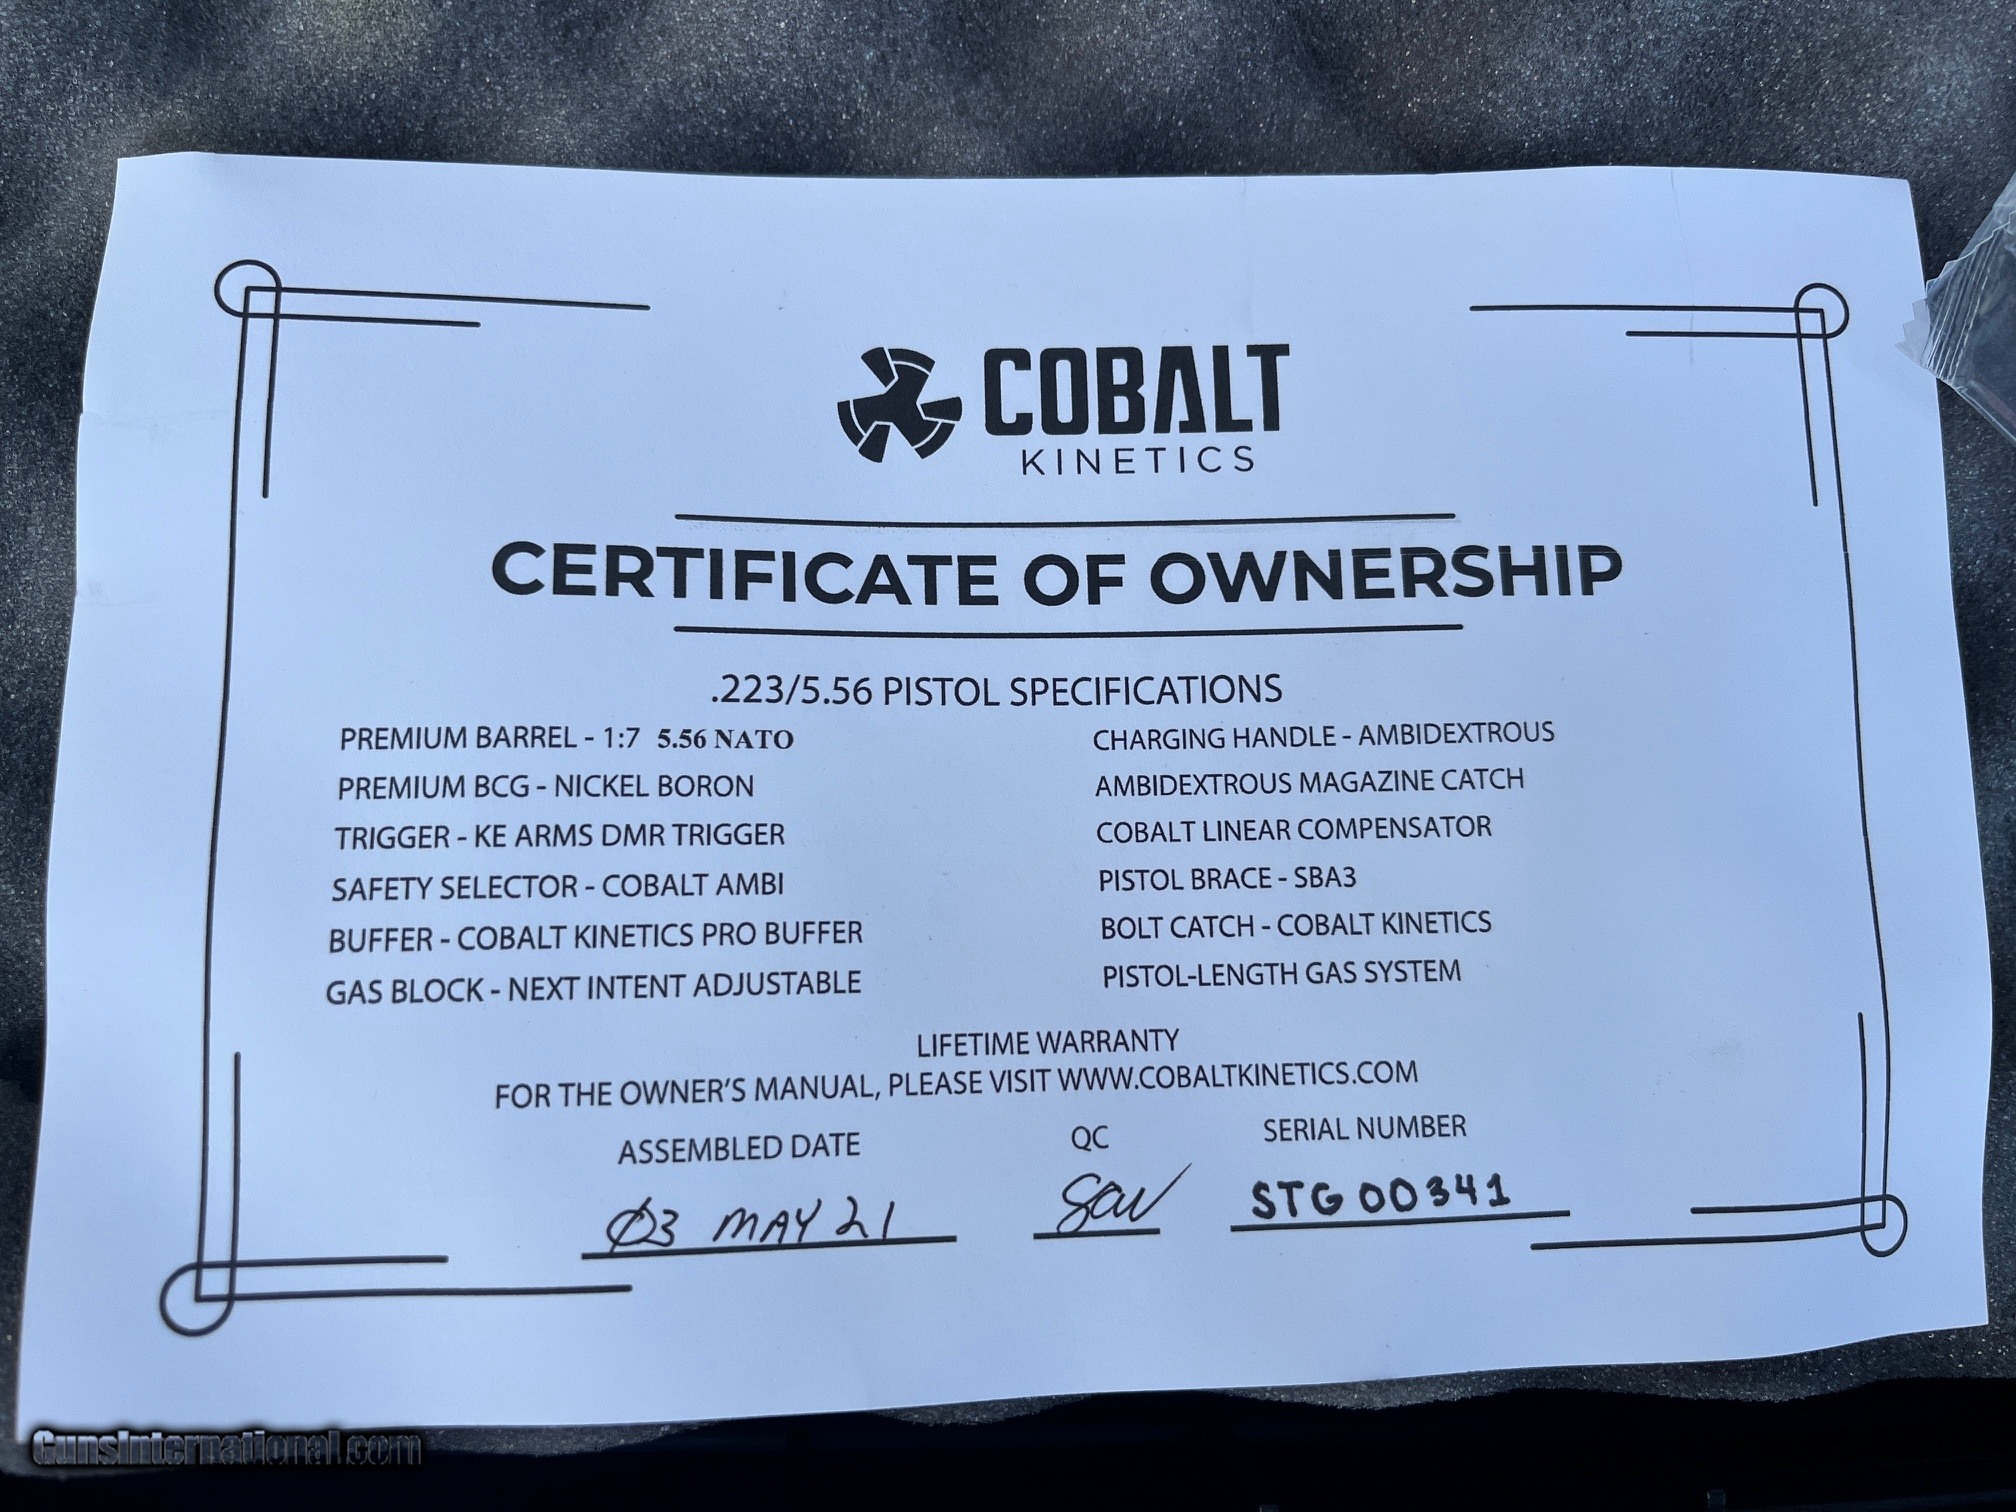 COBALT
KINETICS
CERTIFICATE OF OWNERSHIP
.223/5.56 PISTOL SPECIFICATIONS
PREMIUM BARREL - 1:7 5.56 NATO
PREMIUM BCG - NICKEL BORON
TRIGGER - KE ARMS DMR TRIGGER
SAFETY SELECTOR - COBALT AMBI
BUFFER - COBALT KINETICS PRO BUFFER
GAS BLOCK - NEXT INTENT ADJUSTABLE
CHARGING HANDLE - AMBIDEXTROUS
AMBIDEXTROUS MAGAZINE CATCH
COBALT LINEAR COMPENSATOR
PISTOL BRACE - SBA3
BOLT CATCH - COBALT KINETICS
PISTOL-LENGTH GAS SYSTEM
LIFETIME WARRANTY
FOR THE OWNER'S MANUAL, PLEASE VISIT WWW.COBALTKINETICS.COM
ASSEMBLED DATE QC SERIAL NUMBER
03 MAY 21 STG00341
GunsInternational.com